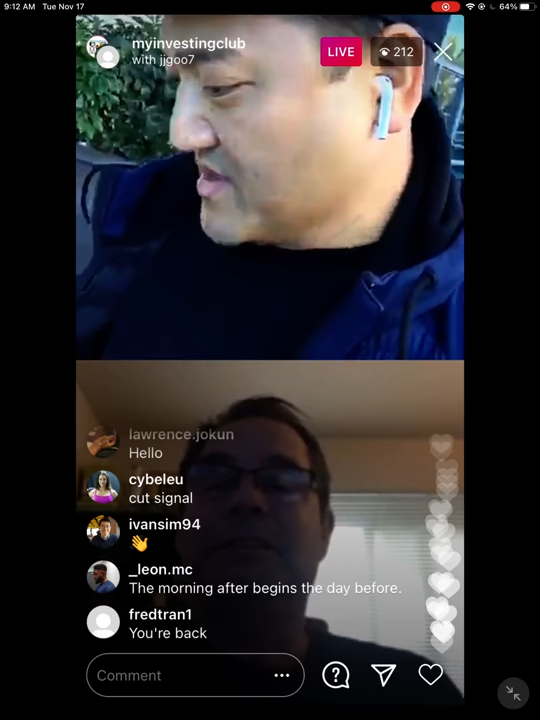 9:12 AM Tue Nov 17
64%
myinvestingclub
with jjgoo7
LIVE
212
lawrence.jokun
Hello
cybeleu
cut signal
ivansim94
👋
_leon.mc
The morning after begins the day before.
fredtran1
You're back
Comment